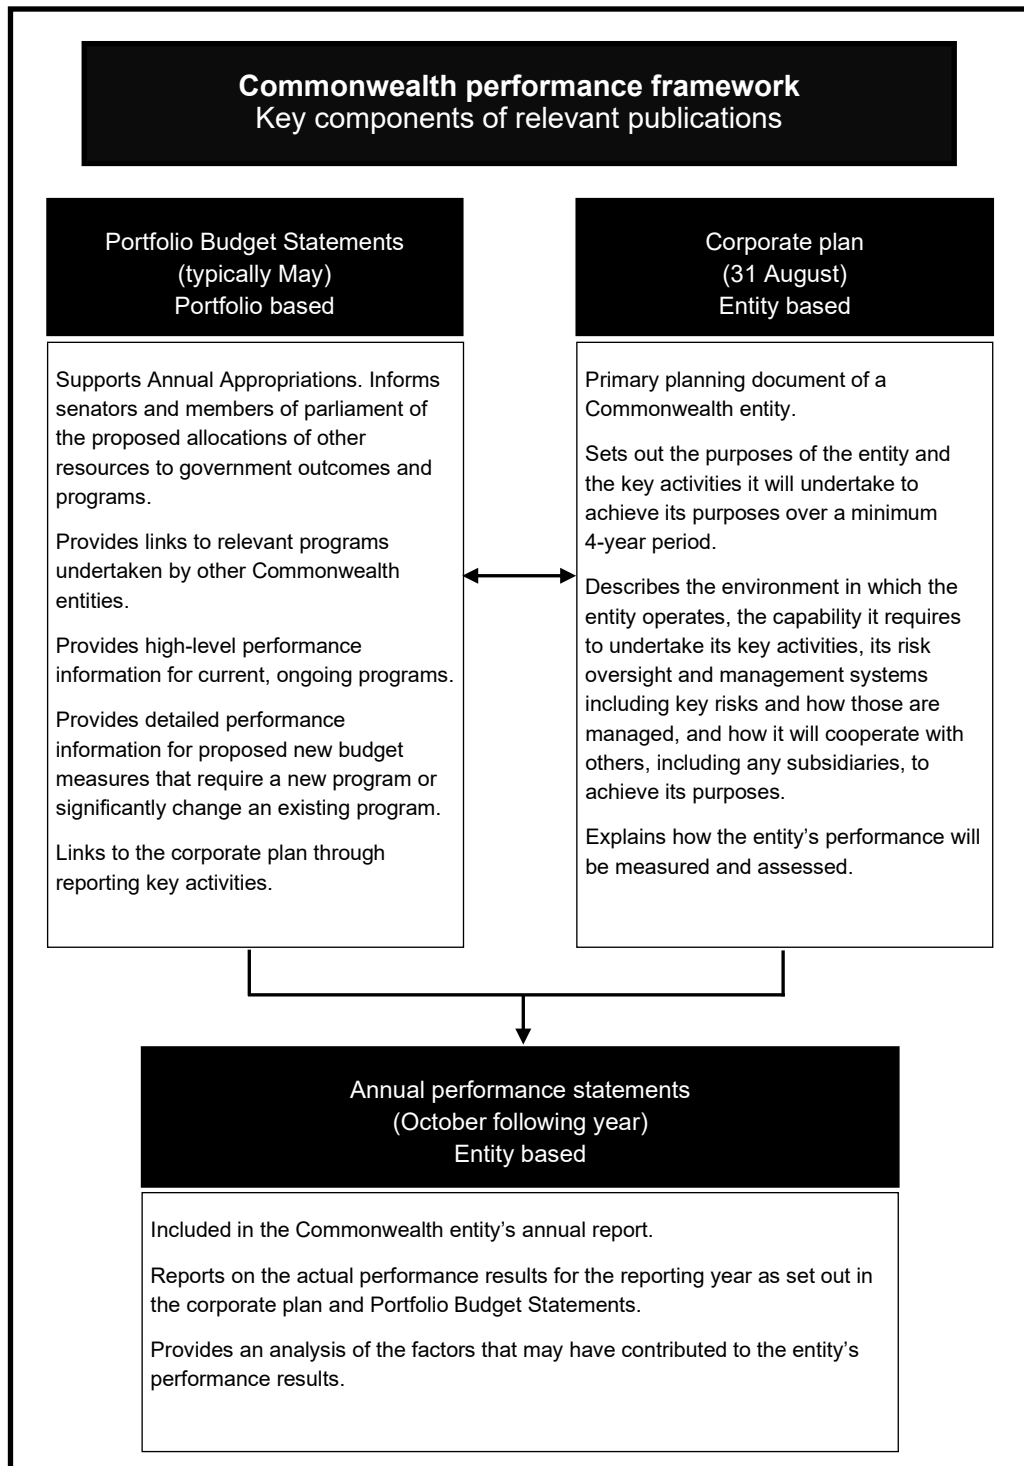 Commonwealth performance framework
Key components of relevant publications
Portfolio Budget Statements
(typically May)
Portfolio based
Supports Annual Appropriations. Informs
senators and members of parliament of
the proposed allocations of other
resources to government outcomes and
programs.
Provides links to relevant programs
undertaken by other Commonwealth
entities.
Provides high-level performance
information for current, ongoing programs.
Provides detailed performance
information for proposed new budget
measures that require a new program or
significantly change an existing program.
Links to the corporate plan through
reporting key activities.
Corporate plan
(31 August)
Entity based
Primary planning document of a
Commonwealth entity.
Sets out the purposes of the entity and
the key activities it will undertake to
achieve its purposes over a minimum
4-year period.
Describes the environment in which the
entity operates, the capability it requires
to undertake its key activities, its risk
oversight and management systems
including key risks and how those are
managed, and how it will cooperate with
others, including any subsidiaries, to
achieve its purposes.
Explains how the entity’s performance will
be measured and assessed.
Annual performance statements
(October following year)
Entity based
Included in the Commonwealth entity’s annual report.
Reports on the actual performance results for the reporting year as set out in
the corporate plan and Portfolio Budget Statements.
Provides an analysis of the factors that may have contributed to the entity’s
performance results.